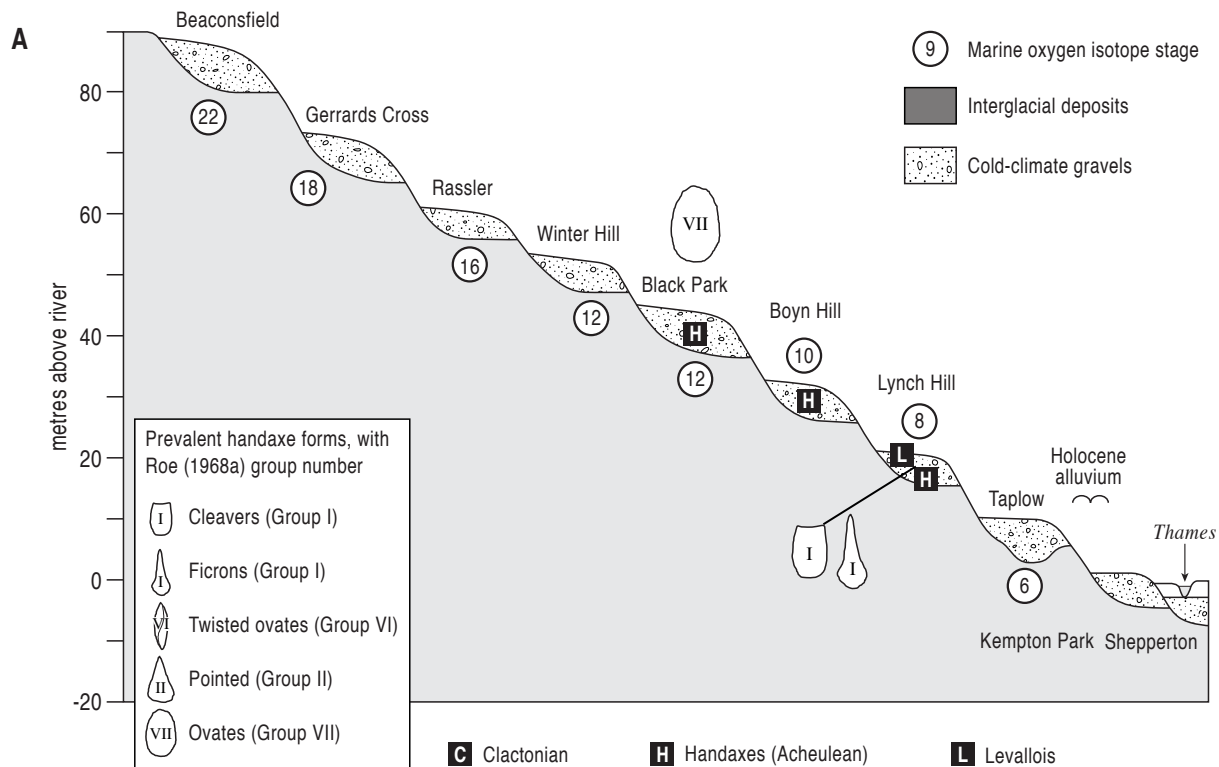 A
Beaconsfield
9 Marine oxygen isotope stage
80
Interglacial deposits
22
Gerrards Cross
Cold-climate gravels
18
Rassler
60
VII
Winter Hill
16
Black Park
metres above river
12
Boyn Hill
40
H
10
12
Lynch Hill
H
8
Prevalent handaxe forms, with
Roe (1968a) group number
I Cleavers (Group I)
I Ficrons (Group I)
VI Twisted ovates (Group VI)
II Pointed (Group II)
VII Ovates (Group VII)
20
L
H
Holocene
alluvium
Taplow
Thames
I
I
0
6
Kempton Park Shepperton
-20
C Clactonian H Handaxes (Acheulean) L Levallois